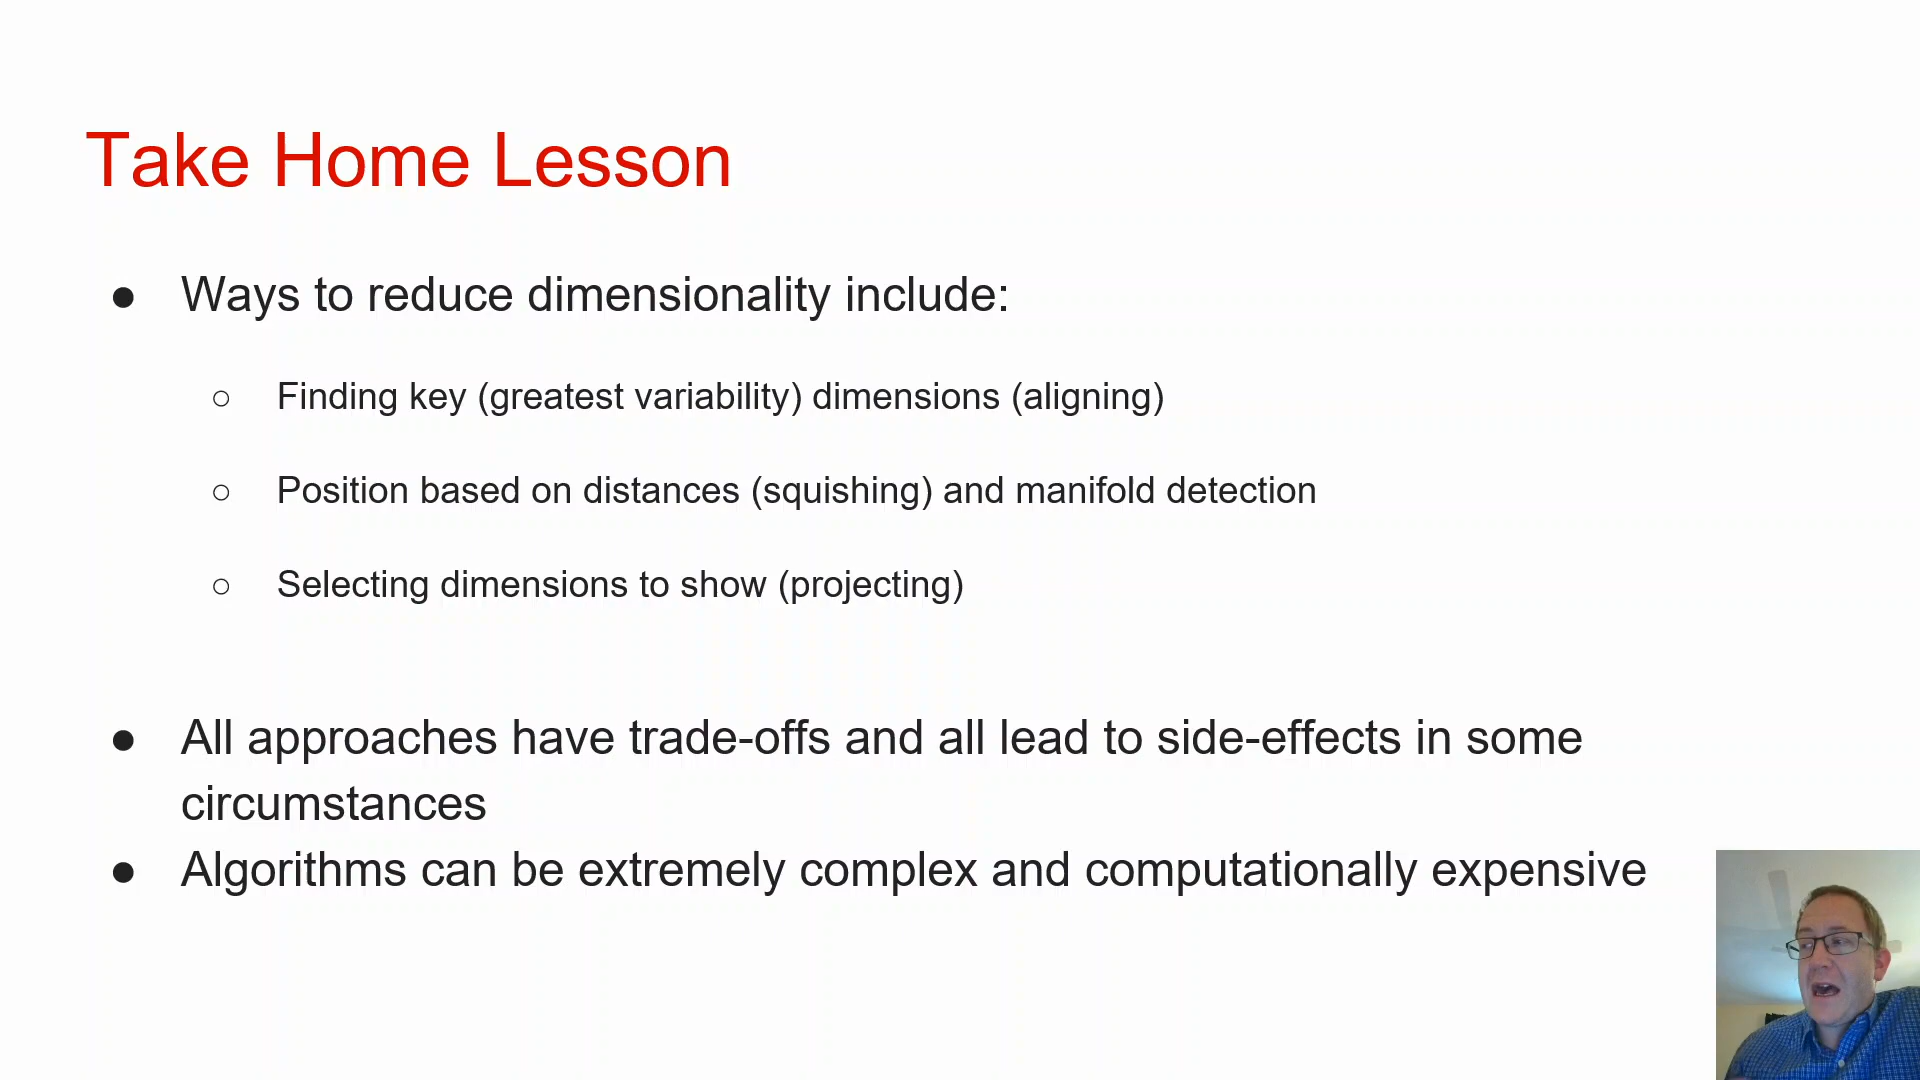 Take Home Lesson
● Ways to reduce dimensionality include:
○ Finding key (greatest variability) dimensions (aligning)
○ Position based on distances (squishing) and manifold detection
○ Selecting dimensions to show (projecting)
● All approaches have trade-offs and all lead to side-effects in some
circumstances
● Algorithms can be extremely complex and computationally expensive